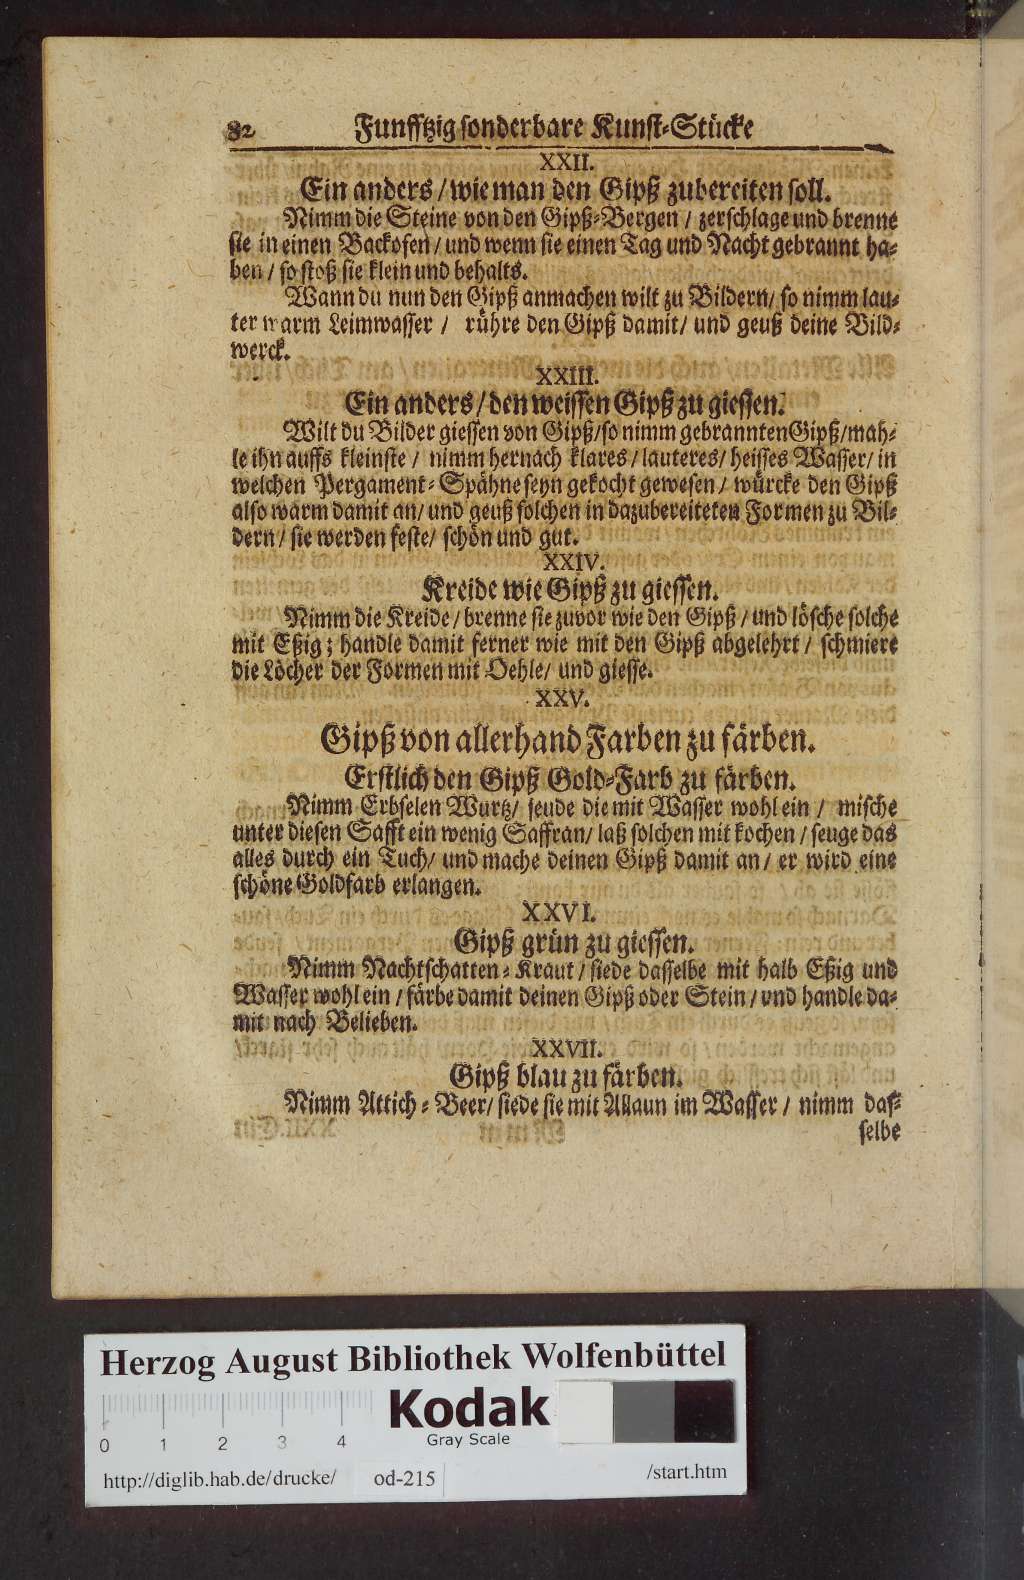 82 Funfftzig sonderbare Kunst-Stücke
XXII.
Ein anders / wie man den Gipß zubereiten soll.
Nimm die Steine von den Gipß-Bergen / zerschlage und brenne
sie in einen Backofen / und wenn sie einen Tag und Nacht gebrannt ha-
ben / so stoß sie klein und behalts.
Wann du nun den Gipß anmachen wilt zu Bildern / so nimm lau-
ter warm Leimwasser / rühre den Gipß damit / und geuß deine Bild-
werck.
XXIII.
Ein anders / den weissen Gipß zu giessen.
Wilt du Bilder giessen von Gipß / so nimm gebrannten Gipß / mah-
le ihn auffs kleinste / nimm hernach klares / lauteres / heisses Wasser / in
welchen Pergament-Spähne seyn gekocht gewesen / würcke den Gipß
also warm damit an / und geuß solchen in dazubereiteten Formen zu Bil-
dern / sie werden feste / schön und gut.
XXIV.
Kreide wie Gipß zu giessen.
Nimm die Kreide / brenne sie zuvor wie den Gipß / und lösche solche
mit Eßig; handle damit ferner wie mit den Gipß abgelehrt / schmiere
die Löcher der Formen mit Oehle / und giesse.
XXV.
Gipß von allerhand Farben zu färben.
Erstlich den Gipß Gold-Farb zu färben.
Nimm Erbselen Wurtz / seude die mit Wasser wohl ein / mische
unter diesen Safft ein wenig Saffran / laß solchen mit kochen / seuge das
alles durch ein Tuch / und mache deinen Gipß damit an / er wird eine
schöne Goldfarb erlangen.
XXVI.
Gipß grün zu giessen.
Nimm Nachtschatten-Kraut / siede dasselbe mit halb Eßig und
Wasser wohl ein / färbe damit deinen Gipß oder Stein / vnd handle da-
mit nach Belieben.
XXVII.
Gipß blau zu färben.
Nimm Attich-Beer / siede sie mit Allaun im Wasser / nimm das-
selbe
Herzog August Bibliothek Wolfenbüttel
Kodak
Gray Scale
0 1 2 3 4
http://diglib.hab.de/drucke/ od-215 /start.htm